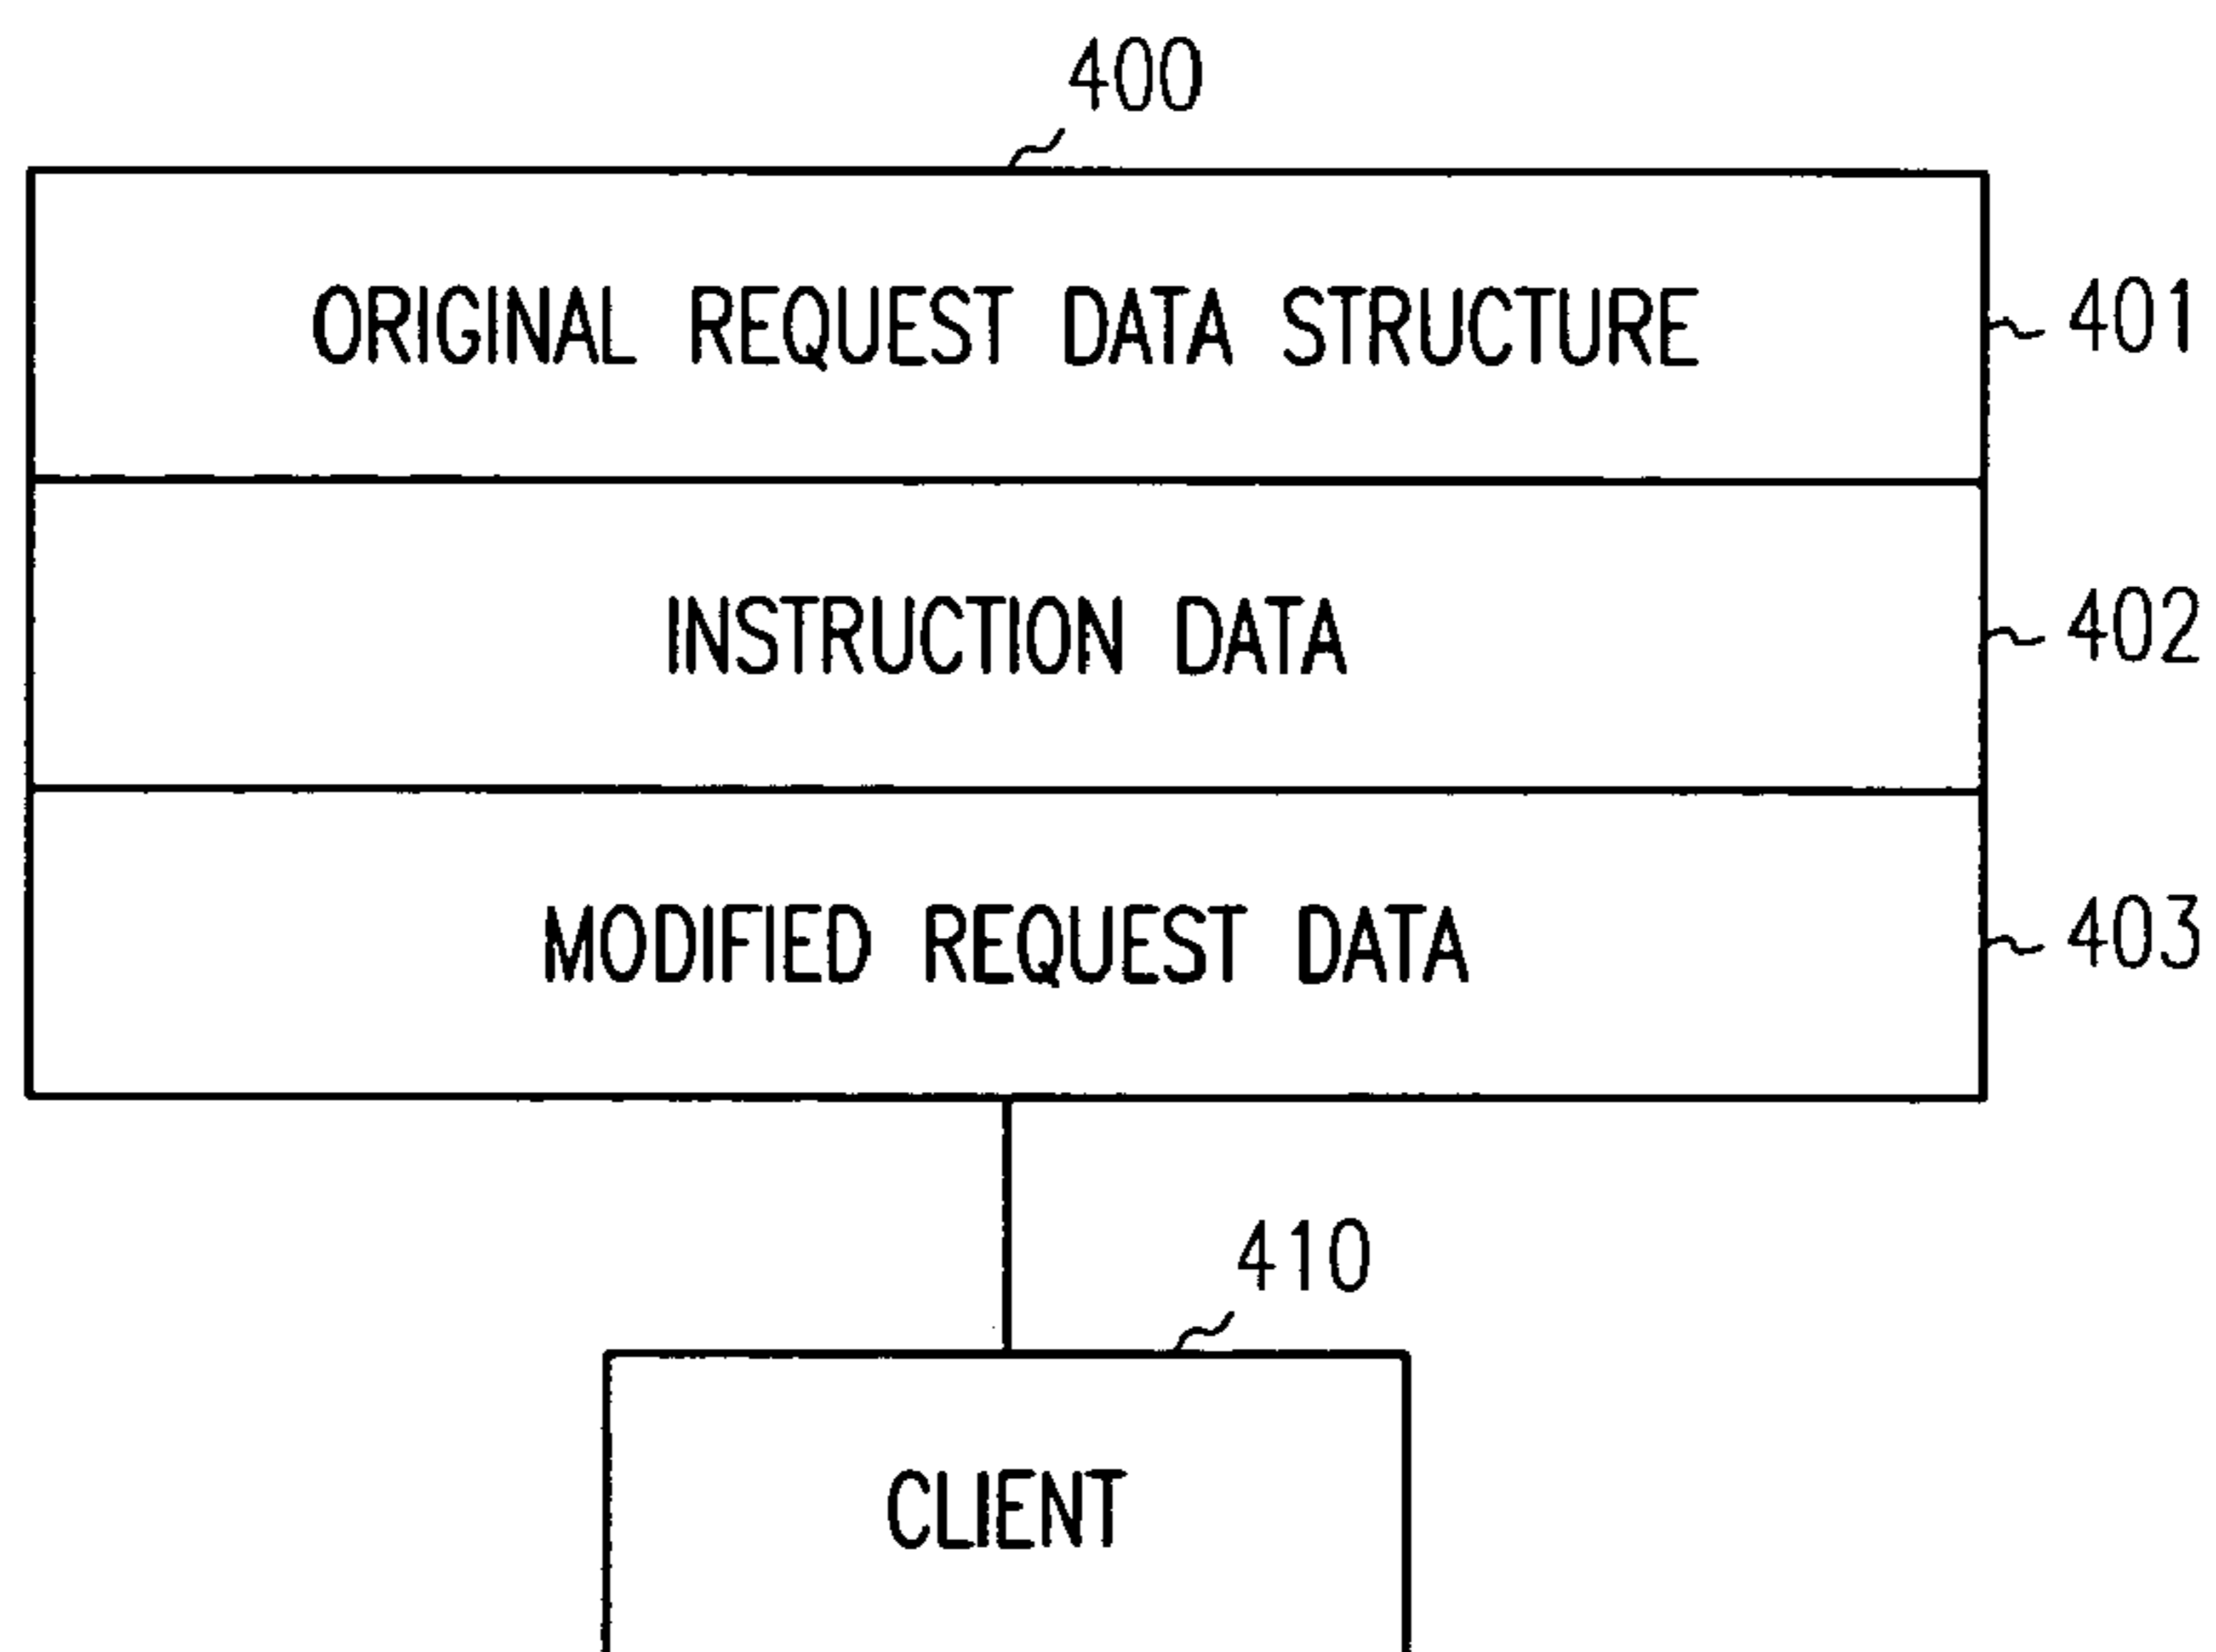 400
ORIGINAL REQUEST DATA STRUCTURE
401
INSTRUCTION DATA
402
MODIFIED REQUEST DATA
403
410
CLIENT